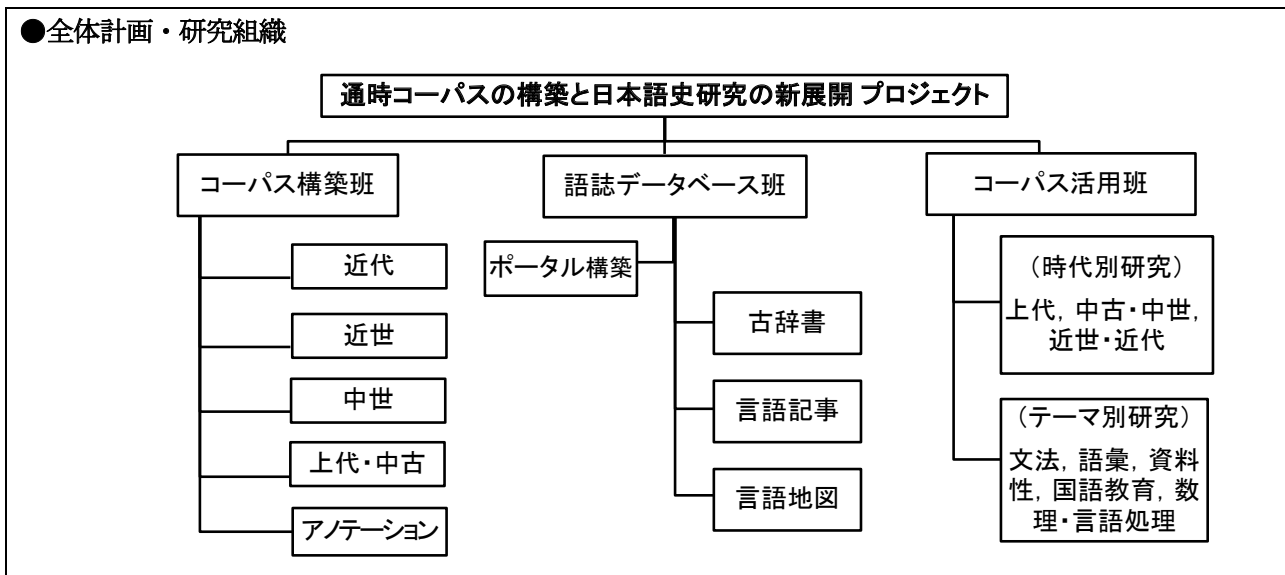 ●全体計画・研究組織
通時コーパスの構築と日本語史研究の新展開 プロジェクト
コーパス構築班
近代
近世
中世
上代・中古
アノテーション
語誌データベース班
ポータル構築
古辞書
言語記事
言語地図
コーパス活用班
（時代別研究）
上代，中古・中世，
近世・近代
（テーマ別研究）
文法，語彙，資料
性，国語教育，数
理・言語処理